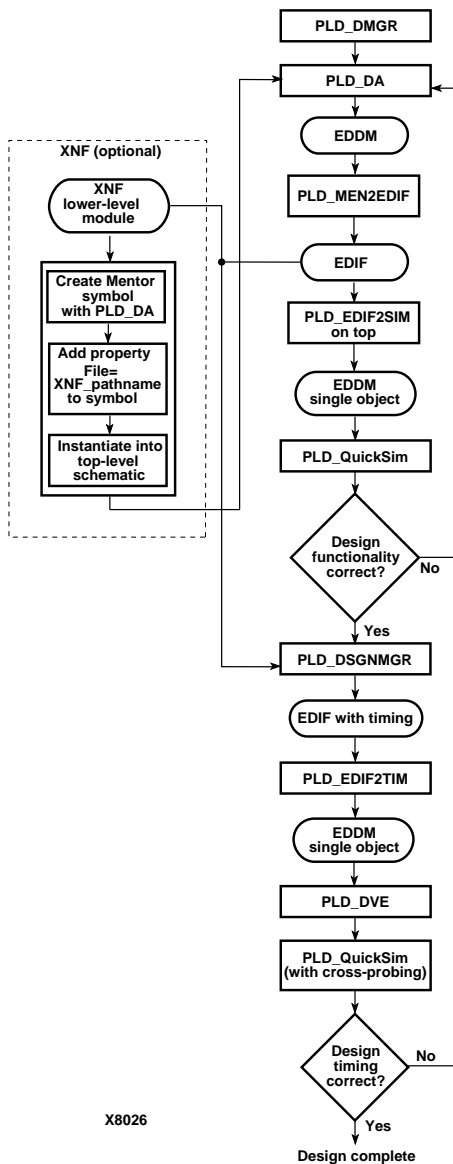 PLD_DMGR
PLD_DA
EDDM
XNF (optional)
XNF
lower-level
module
PLD_MEN2EDIF
EDIF
Create Mentor
symbol
with PLD_DA
PLD_EDIF2SIM
on top
Add property
File=
XNF_pathname
to symbol
EDDM
single object
Instantiate into
top-level
schematic
PLD_QuickSim
Design
functionality
correct?
No
Yes
PLD_DSGNMGR
EDIF with timing
PLD_EDIF2TIM
EDDM
single object
PLD_DVE
PLD_QuickSim
(with cross-probing)
Design
timing
correct?
No
Yes
X8026
Design complete